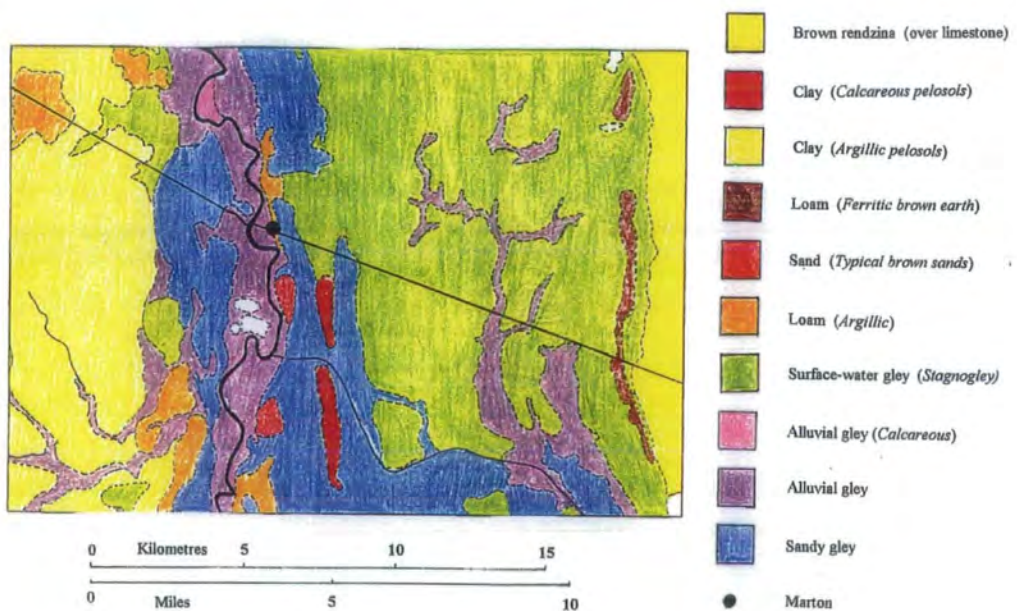 Brown rendzina (over limestone)
Clay (Calcareous pelosols)
Clay (Argillic pelosols)
Loam (Ferritic brown earth)
Sand (Typical brown sands)
Loam (Argillic)
Surface-water gley (Stagnogley)
Alluvial gley (Calcareous)
Alluvial gley
Sandy gley
Marton
0 Kilometres 5 10 15
0 Miles 5 10